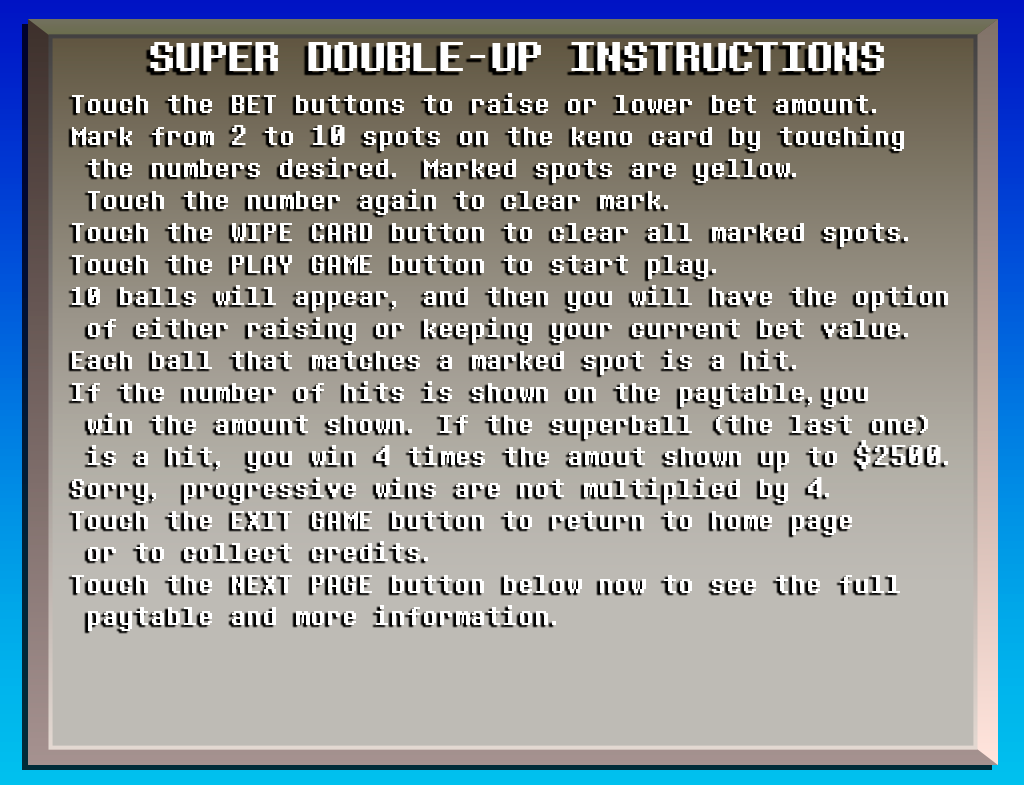 SUPER DOUBLE-UP INSTRUCTIONS
Touch the BET buttons to raise or lower bet amount.
Mark from 2 to 10 spots on the keno card by touching
the numbers desired. Marked spots are yellow.
Touch the number again to clear mark.
Touch the WIPE CARD button to clear all marked spots.
Touch the PLAY GAME button to start play.
10 balls will appear, and then you will have the option
of either raising or keeping your current bet value.
Each ball that matches a marked spot is a hit.
If the number of hits is shown on the paytable,you
win the amount shown. If the superball (the last one)
is a hit, you win 4 times the amout shown up to $2500.
Sorry, progressive wins are not multiplied by 4.
Touch the EXIT GAME button to return to home page
or to collect credits.
Touch the NEXT PAGE button below now to see the full
paytable and more information.